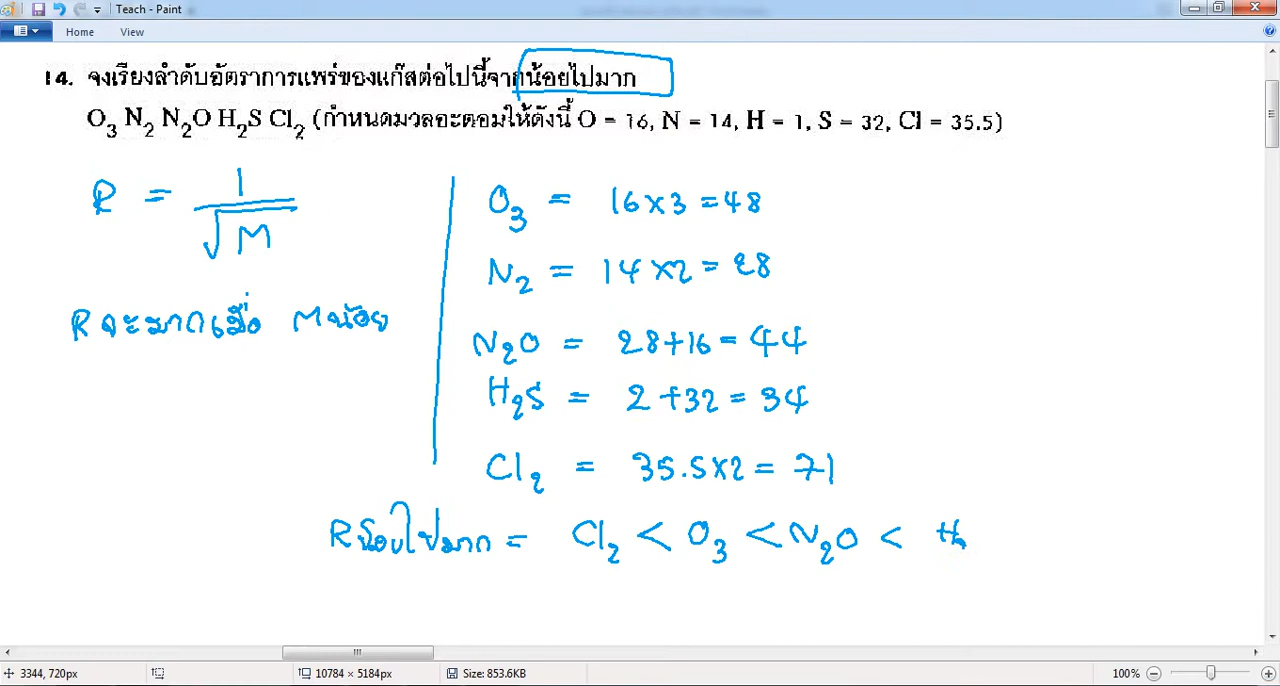 Teach - Paint
Home View
14. จงเรียงลำดับอัตราการแพร่ของแก๊สต่อไปนี้จากน้อยไปมาก
O3 N2 N2O H2S Cl2 (กำหนดมวลอะตอมให้ดังนี้ O = 16, N = 14, H = 1, S = 32, Cl = 35.5)
R = 1/√M
R จะมากเมื่อ M น้อย
O3 = 16×3 = 48
N2 = 14×2 = 28
N2O = 28+16 = 44
H2S = 2+32 = 34
Cl2 = 35.5×2 = 71
R น้อยไปมาก = Cl2 < O3 < N2O < H
3344, 720px 10784 × 5184px Size: 853.6KB 100%